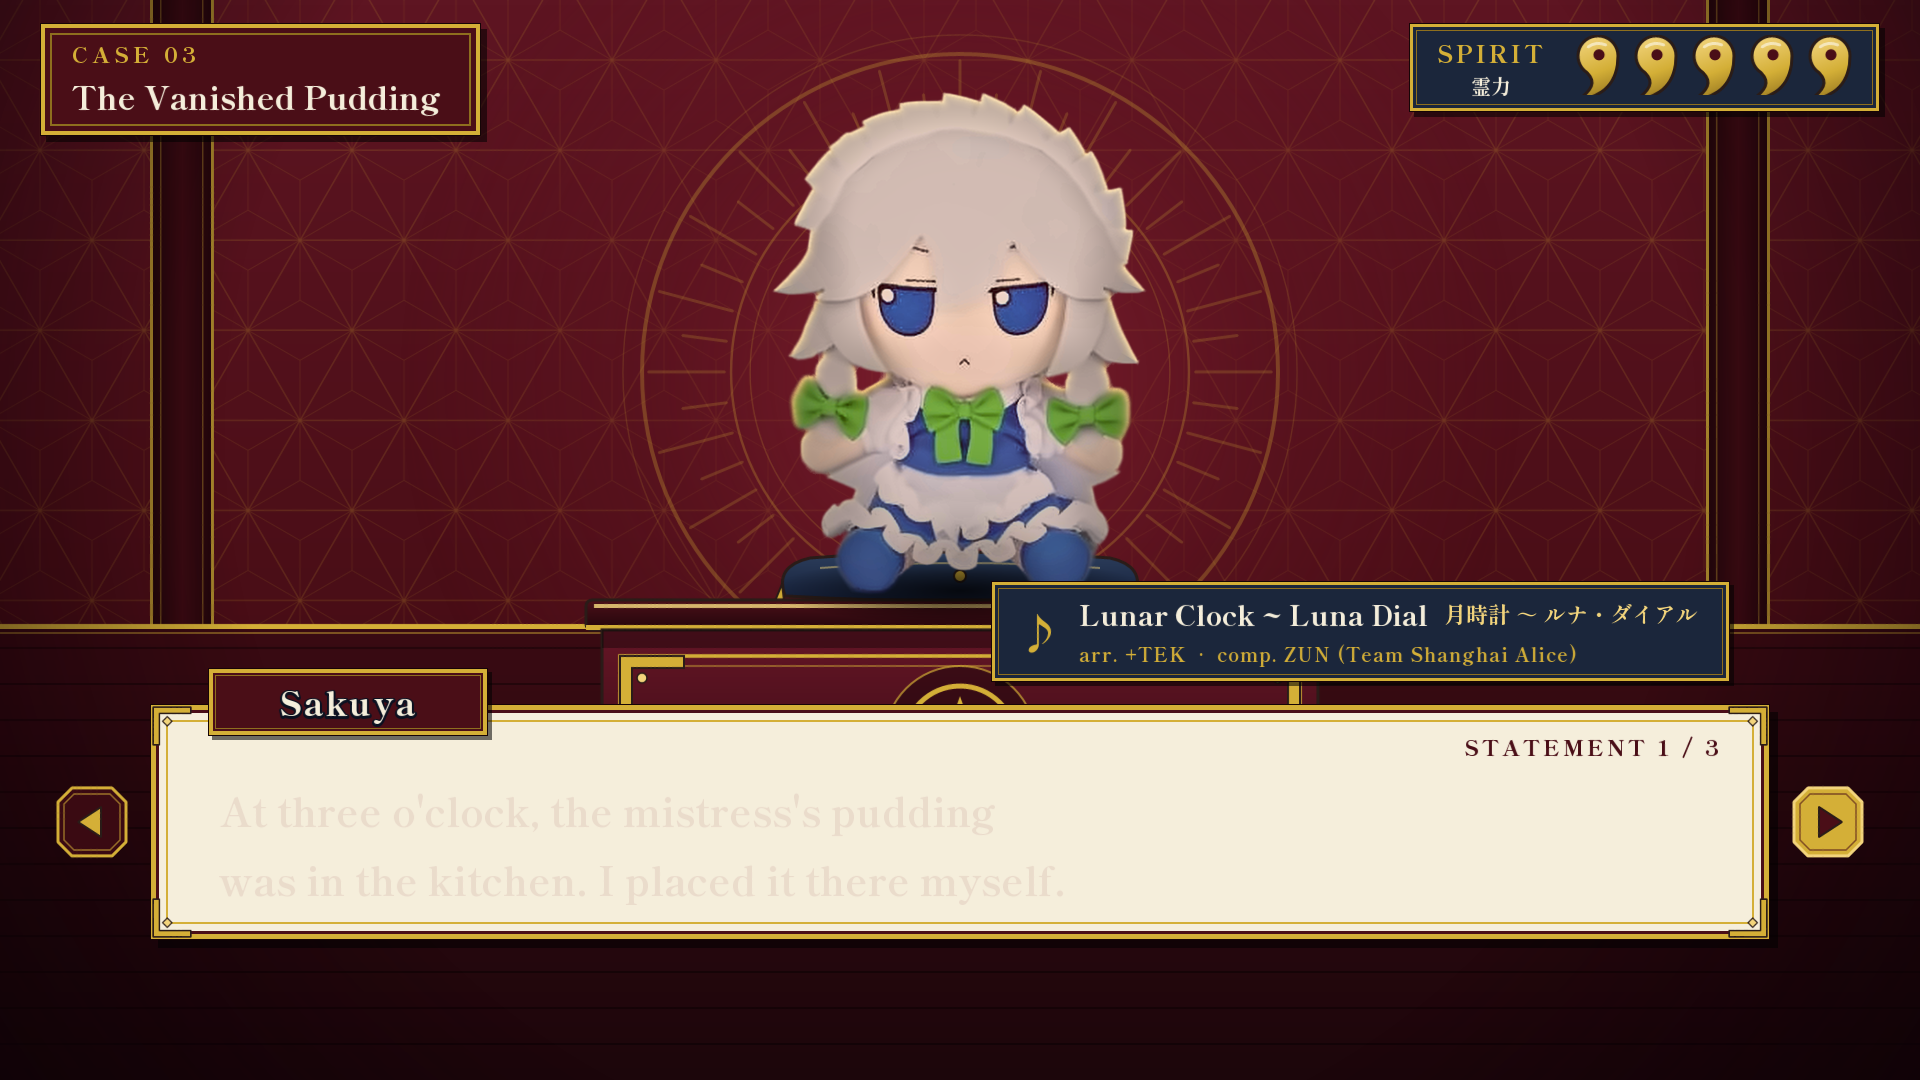 CASE 03
The Vanished Pudding
SPIRIT
霊力
Lunar Clock ~ Luna Dial 月時計 ～ ルナ・ダイアル
arr. +TEK · comp. ZUN (Team Shanghai Alice)
Sakuya
STATEMENT 1 / 3
At three o'clock, the mistress's pudding
was in the kitchen. I placed it there myself.